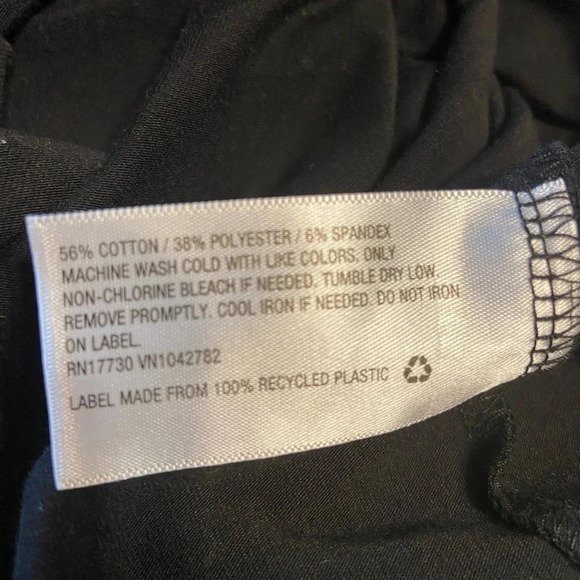 56% COTTON / 38% POLYESTER / 6% SPANDEX
MACHINE WASH COLD WITH LIKE COLORS. ONLY
NON-CHLORINE BLEACH IF NEEDED. TUMBLE DRY LOW.
REMOVE PROMPTLY. COOL IRON IF NEEDED. DO NOT IRON
ON LABEL.
RN17730 VN1042782
LABEL MADE FROM 100% RECYCLED PLASTIC